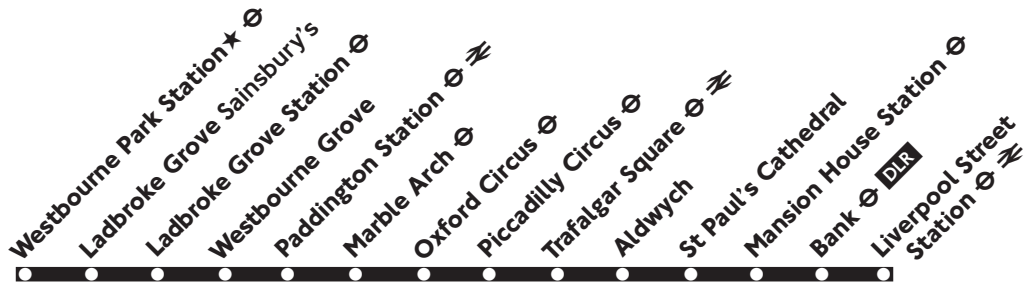 Westbourne Park Station★
Ladbroke Grove Sainsbury's
Ladbroke Grove Station
Westbourne Grove
Paddington Station
Marble Arch
Oxford Circus
Piccadilly Circus
Trafalgar Square
Aldwych
St Paul's Cathedral
Mansion House Station
Bank DLR
Liverpool Street
Station